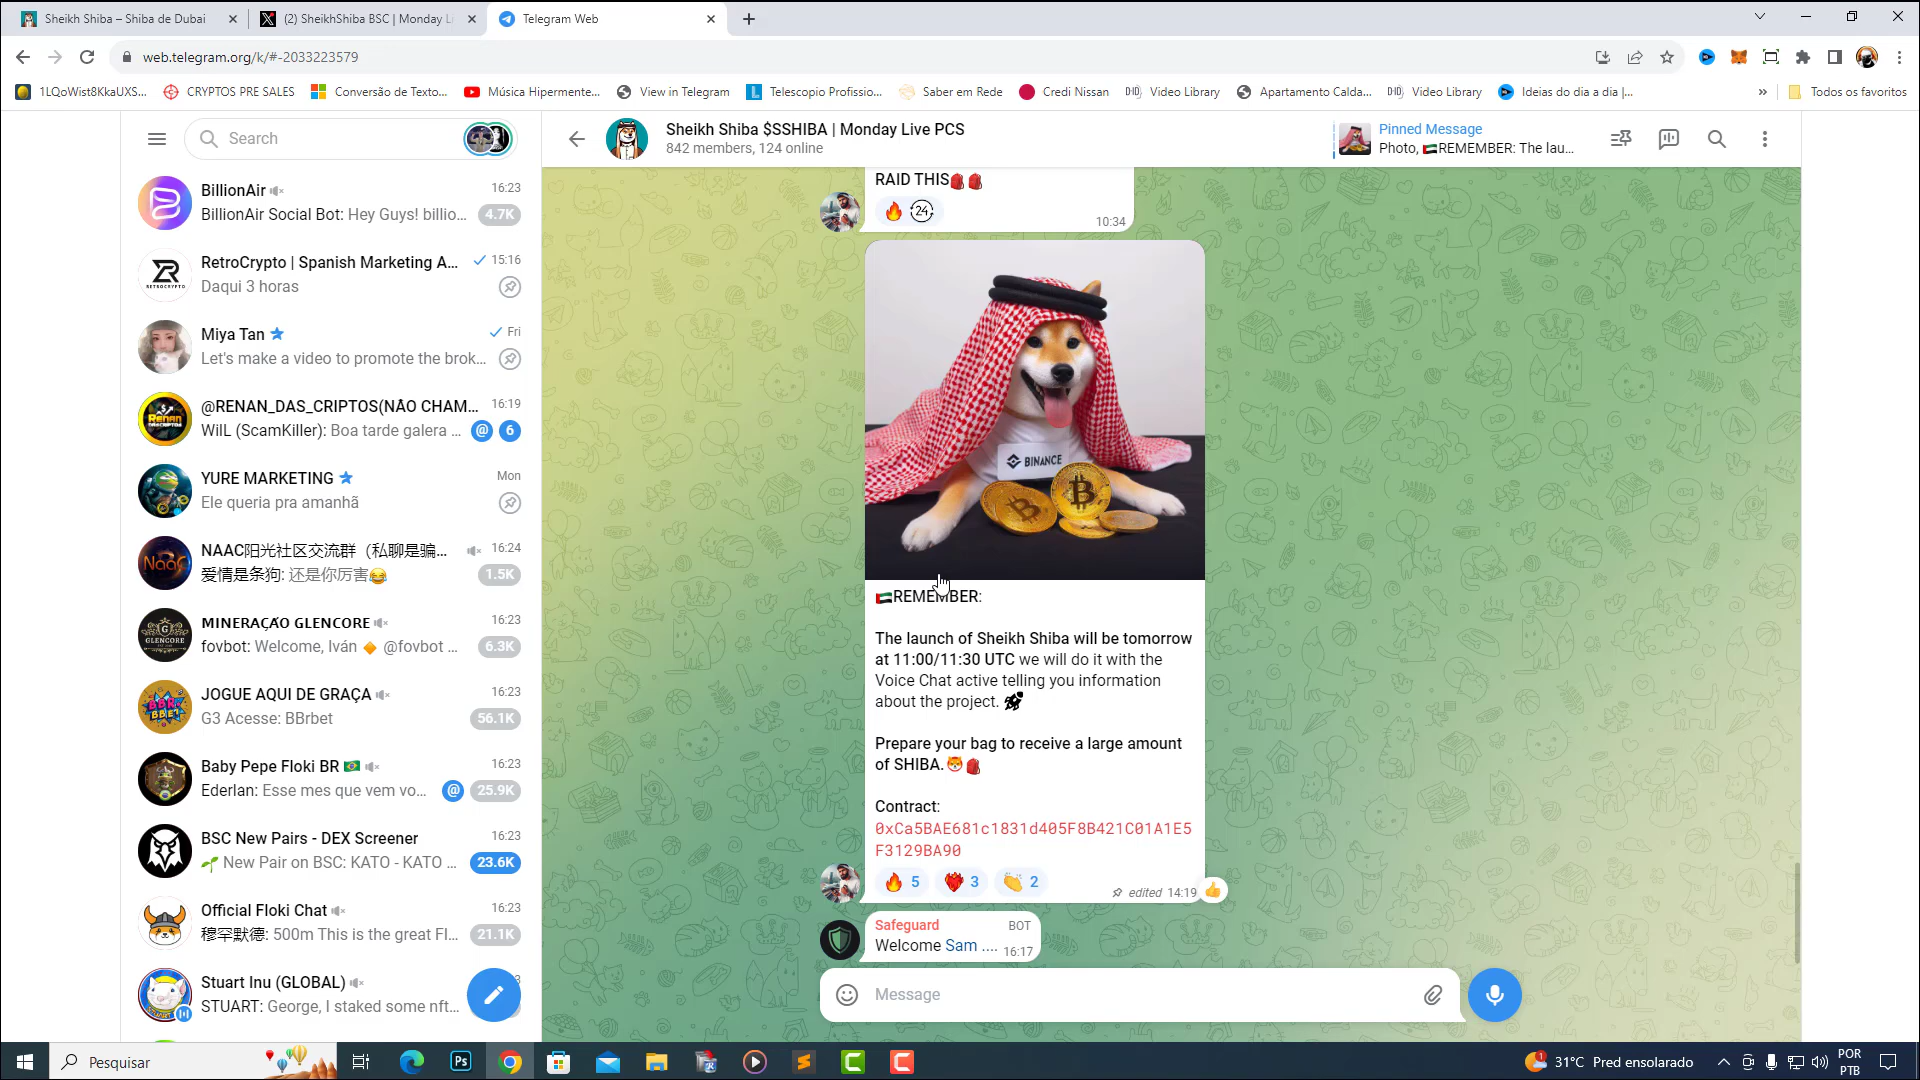 Sheikh Shiba – Shiba de Dubai
(2) SheikhShiba BSC | Monday Li
Telegram Web
web.telegram.org/k/#-2033223579
1LQoWist8KkaUXS...
CRYPTOS PRE SALES
Conversão de Texto...
Música Hipermente...
View in Telegram
Telescopio Profissio...
Saber em Rede
Credi Nissan
Video Library
Apartamento Calda...
Video Library
Ideias do dia a dia |...
»
Todos os favoritos
Search
BillionAir
16:23
BillionAir Social Bot: Hey Guys! billio...
4.7K
RetroCrypto | Spanish Marketing A...
15:16
Daqui 3 horas
Miya Tan
Fri
Let's make a video to promote the brok...
@RENAN_DAS_CRIPTOS(NÃO CHAM...
16:19
WilL (ScamKiller): Boa tarde galera ...
@
6
YURE MARKETING
Mon
Ele queria pra amanhã
NAAC阳光社区交流群（私聊是骗...
16:24
爱情是条狗: 还是你厉害😂
1.5K
ᴍɪɴᴇʀᴀÇÃᴏ ɢʟᴇɴᴄᴏʀᴇ
16:23
fovbot: Welcome, Iván 🔸 @fovbot ...
6.3K
JOGUE AQUI DE GRAÇA
16:23
G3 Acesse: BBrbet
56.1K
Baby Pepe Floki BR 🇧🇷
16:23
Ederlan: Esse mes que vem vo...
@
25.9K
BSC New Pairs - DEX Screener
16:23
🌱 New Pair on BSC: KATO - KATO ...
23.6K
Official Floki Chat
16:23
穆罕默德: 500m This is the great Fl...
21.1K
Stuart Inu (GLOBAL)
3
STUART: George, I staked some nft...
Sheikh Shiba $SSHIBA | Monday Live PCS
842 members, 124 online
Pinned Message
Photo, 🇦🇪REMEMBER: The lau...
RAID THIS🎒🎒
🔥 24
10:34
BINANCE
🇦🇪REMEMBER:
The launch of Sheikh Shiba will be tomorrow
at 11:00/11:30 UTC we will do it with the
Voice Chat active telling you information
about the project. 🚀
Prepare your bag to receive a large amount
of SHIBA.🐕🎒
Contract:
0xCa5BAE681c1831d405F8B421C01A1E5
F3129BA90
🔥 5
❤️‍🔥 3
👏 2
edited 14:19
👍
Safeguard
BOT
Welcome Sam ....
16:17
Message
Pesquisar
Ps
1
31°C Pred ensolarado
POR
PTB